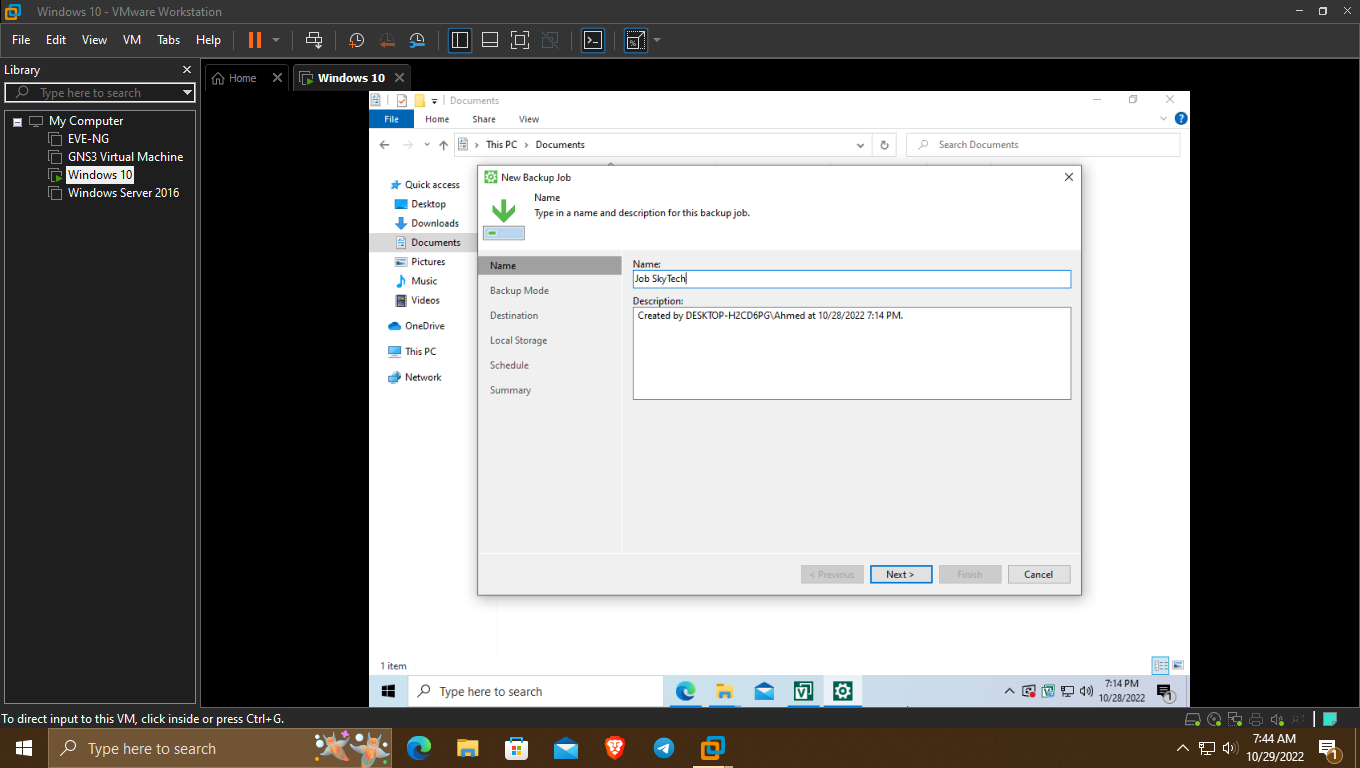 Windows 10 - VMware Workstation
File Edit View VM Tabs Help
Library
Type here to search
My Computer
EVE-NG
GNS3 Virtual Machine
Windows 10
Windows Server 2016
Home
Windows 10
Documents
File Home Share View
This PC > Documents
Search Documents
Quick access
Desktop
Downloads
Documents
Pictures
Music
Videos
OneDrive
This PC
Network
New Backup Job
Name
Type in a name and description for this backup job.
Name
Backup Mode
Destination
Local Storage
Schedule
Summary
Name:
Job SkyTech
Description:
Created by DESKTOP-H2CD6PG\Ahmed at 10/28/2022 7:14 PM.
< Previous
Next >
Finish
Cancel
1 item
Type here to search
7:14 PM
10/28/2022
1
To direct input to this VM, click inside or press Ctrl+G.
Type here to search
7:44 AM
10/29/2022
1